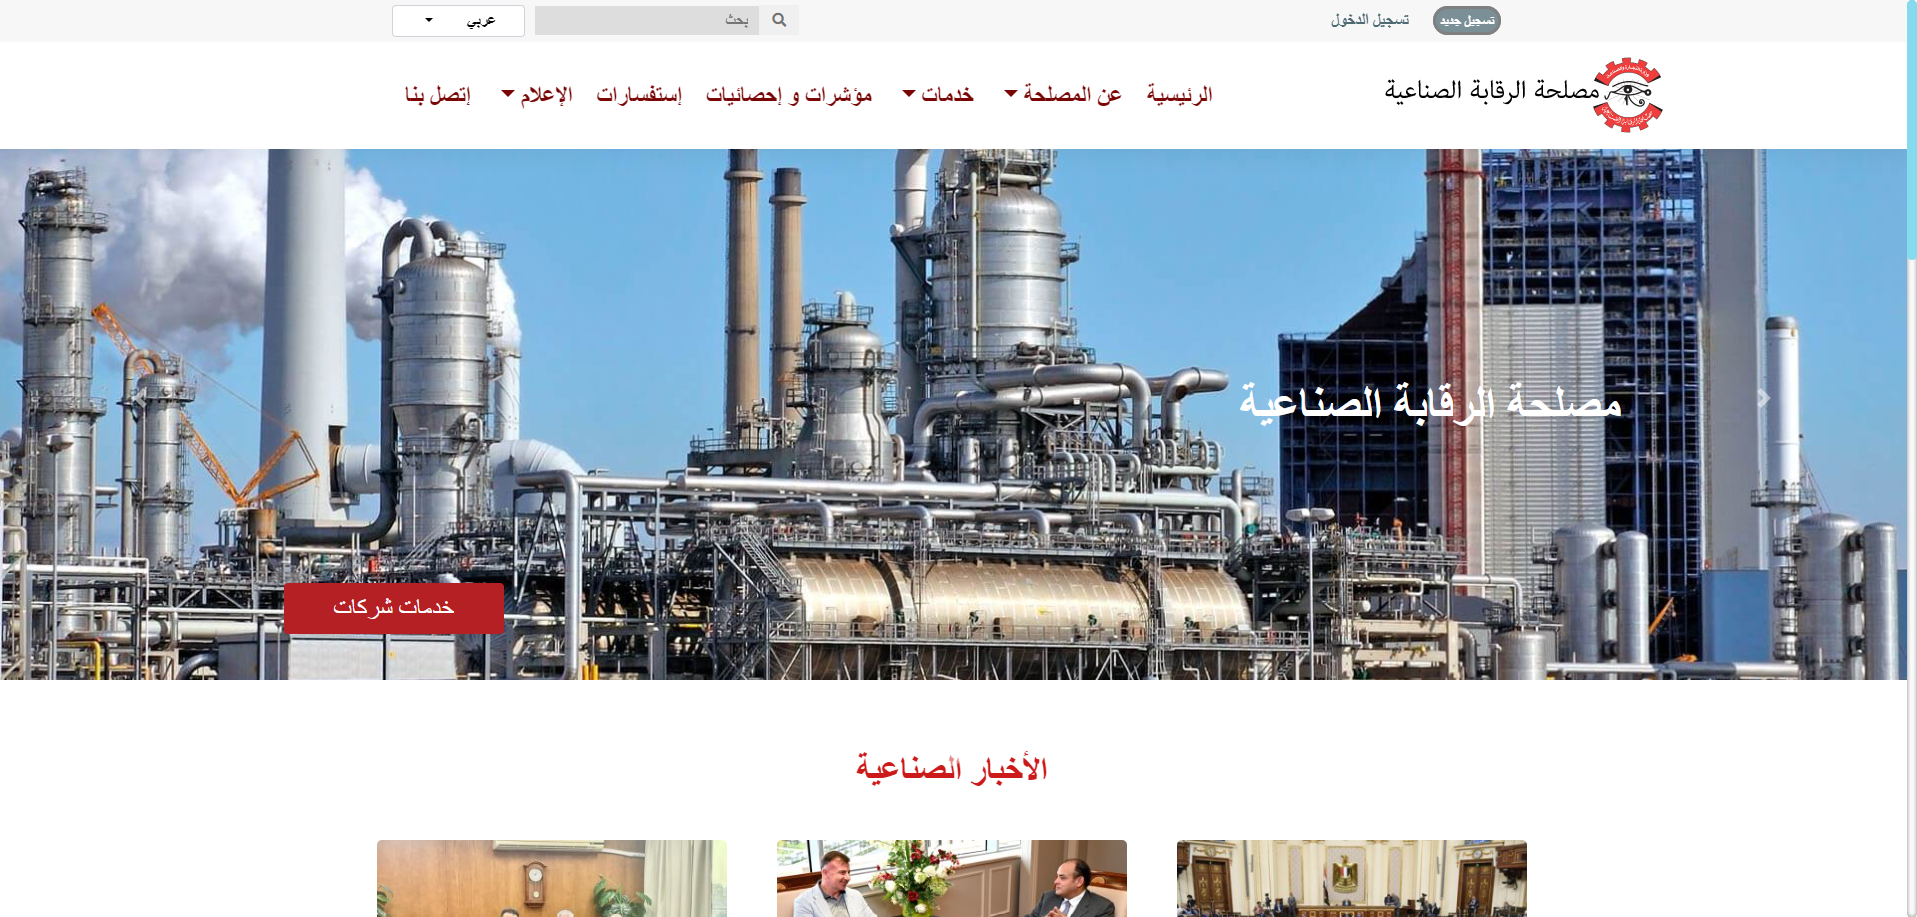 تسجيل جديد
تسجيل الدخول
بحث
عربي
مصلحة الرقابة الصناعية
الرئيسية
عن المصلحة
خدمات
مؤشرات و إحصائيات
إستفسارات
الإعلام
إتصل بنا
مصلحة الرقابة الصناعية
خدمات شركات
الأخبار الصناعية